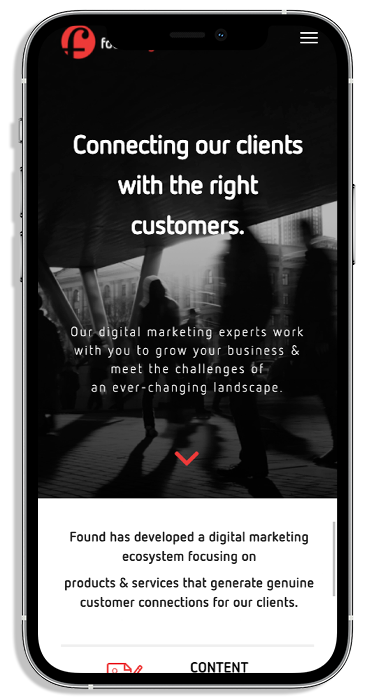 Connecting our clients
with the right
customers.
Our digital marketing experts work
with you to grow your business &
meet the challenges of
an ever-changing landscape.
Found has developed a digital marketing
ecosystem focusing on
products & services that generate genuine
customer connections for our clients.
CONTENT